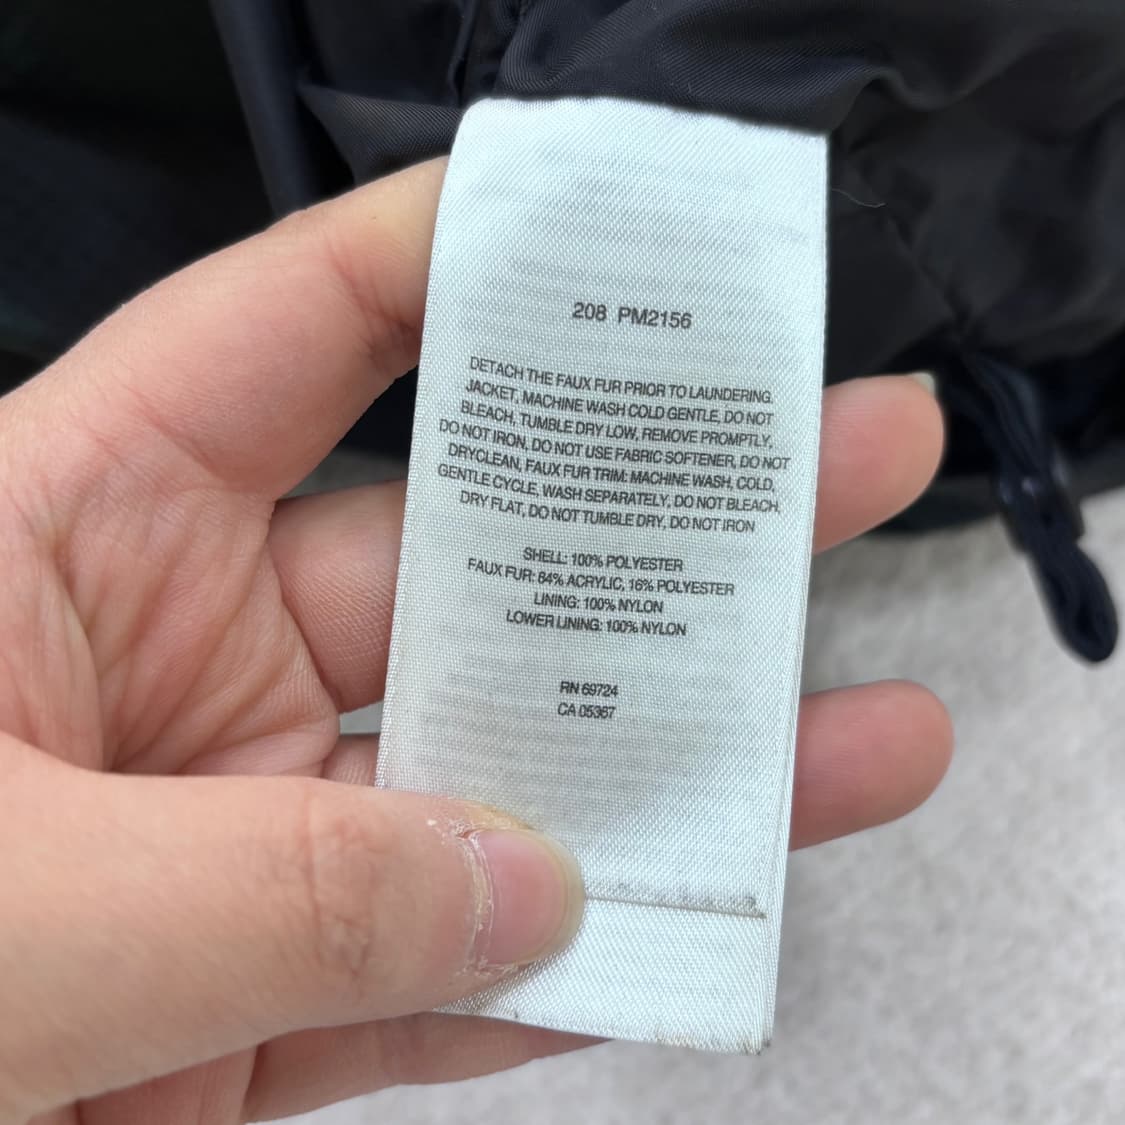 208 PM2156
DETACH THE FAUX FUR PRIOR TO LAUNDERING.
JACKET, MACHINE WASH COLD GENTLE, DO NOT
BLEACH, TUMBLE DRY LOW, REMOVE PROMPTLY,
DO NOT IRON, DO NOT USE FABRIC SOFTENER, DO NOT
DRYCLEAN, FAUX FUR TRIM: MACHINE WASH, COLD,
GENTLE CYCLE, WASH SEPARATELY, DO NOT BLEACH.
DRY FLAT, DO NOT TUMBLE DRY, DO NOT IRON
SHELL: 100% POLYESTER
FAUX FUR: 84% ACRYLIC, 16% POLYESTER
LINING: 100% NYLON
LOWER LINING: 100% NYLON
RN 69724
CA 05367